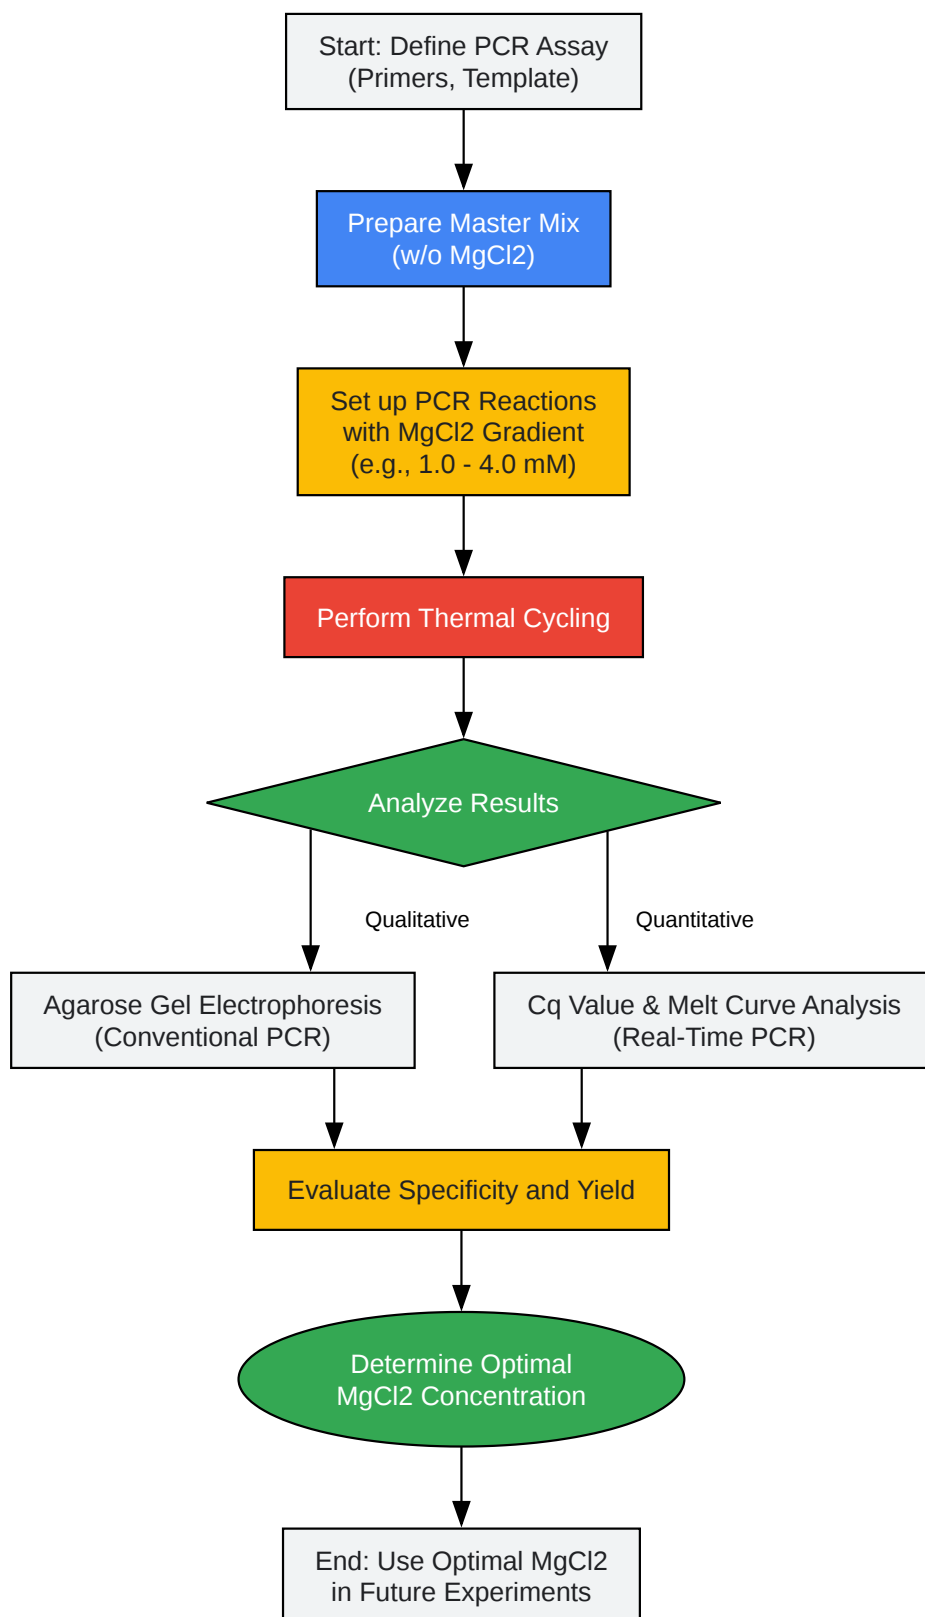 Start: Define PCR Assay
(Primers, Template)
Prepare Master Mix
(w/o MgCl2)
Set up PCR Reactions
with MgCl2 Gradient
(e.g., 1.0 - 4.0 mM)
Perform Thermal Cycling
Analyze Results
Qualitative
Quantitative
Agarose Gel Electrophoresis
(Conventional PCR)
Cq Value & Melt Curve Analysis
(Real-Time PCR)
Evaluate Specificity and Yield
Determine Optimal
MgCl2 Concentration
End: Use Optimal MgCl2
in Future Experiments